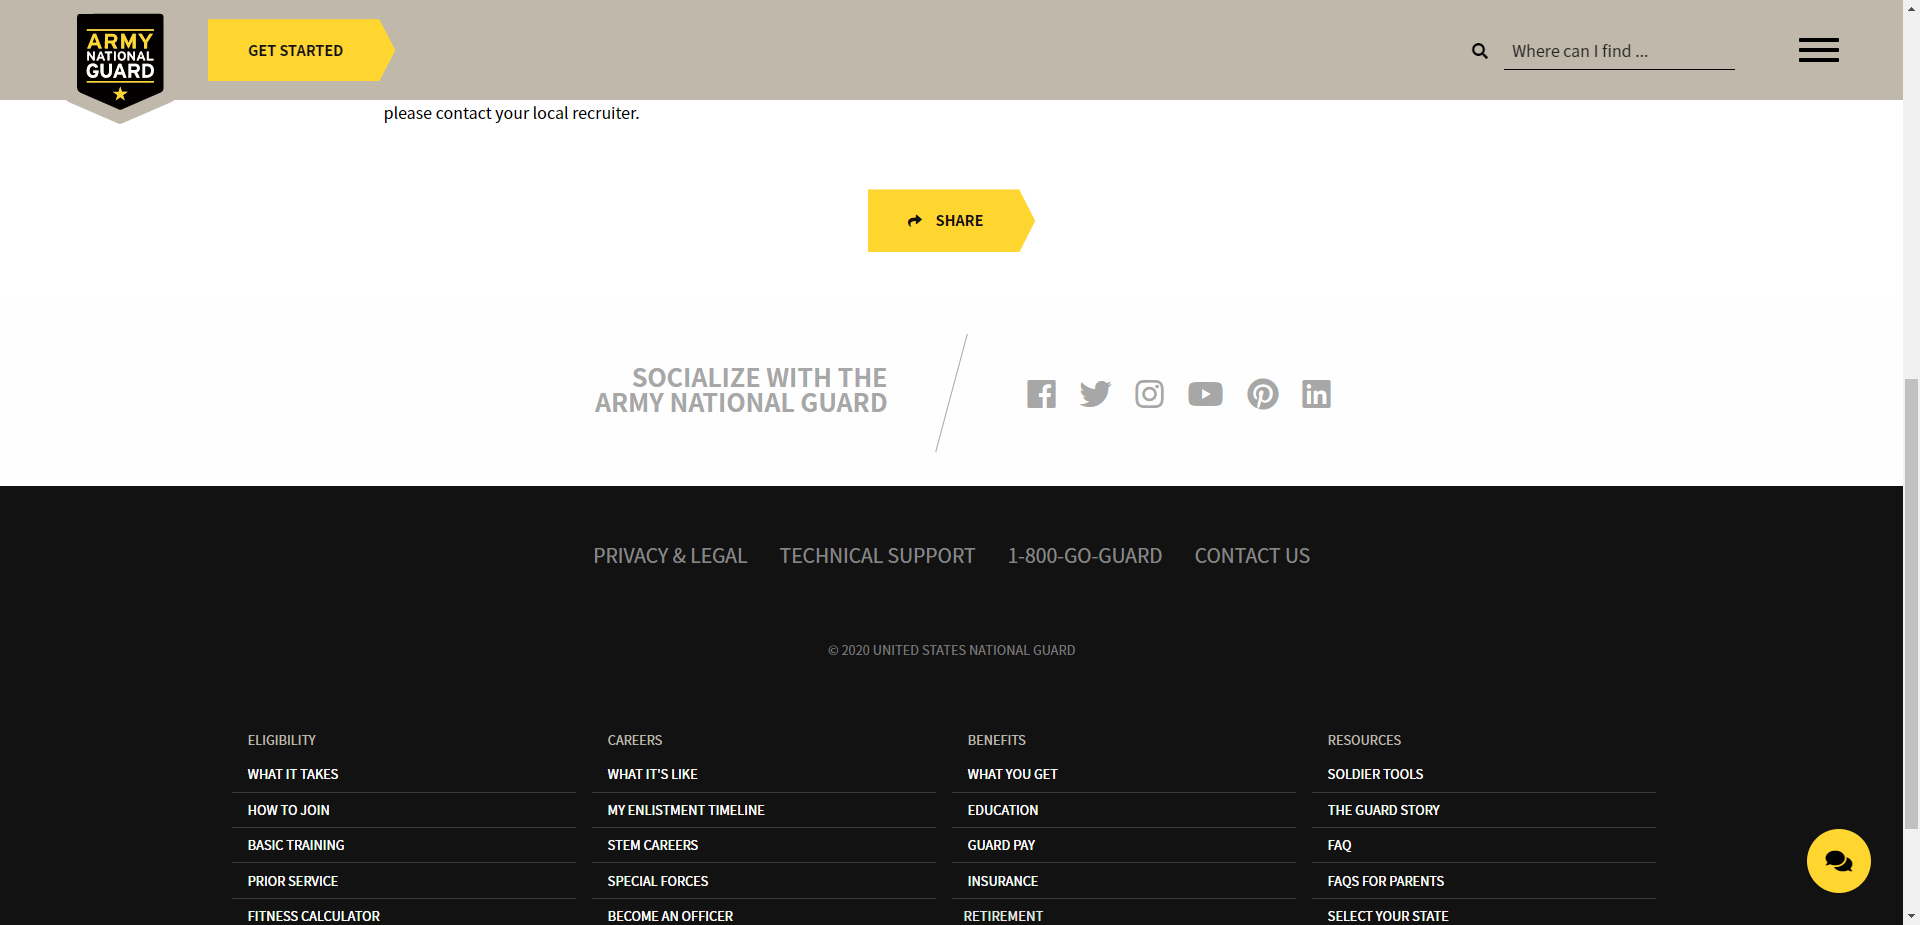 ARMY
NATIONAL
GUARD
GET STARTED
Where can I find ...
please contact your local recruiter.
SHARE
SOCIALIZE WITH THE
ARMY NATIONAL GUARD
PRIVACY & LEGAL TECHNICAL SUPPORT 1-800-GO-GUARD CONTACT US
© 2020 UNITED STATES NATIONAL GUARD
ELIGIBILITY
WHAT IT TAKES
HOW TO JOIN
BASIC TRAINING
PRIOR SERVICE
FITNESS CALCULATOR
CAREERS
WHAT IT'S LIKE
MY ENLISTMENT TIMELINE
STEM CAREERS
SPECIAL FORCES
BECOME AN OFFICER
BENEFITS
WHAT YOU GET
EDUCATION
GUARD PAY
INSURANCE
RETIREMENT
RESOURCES
SOLDIER TOOLS
THE GUARD STORY
FAQ
FAQS FOR PARENTS
SELECT YOUR STATE